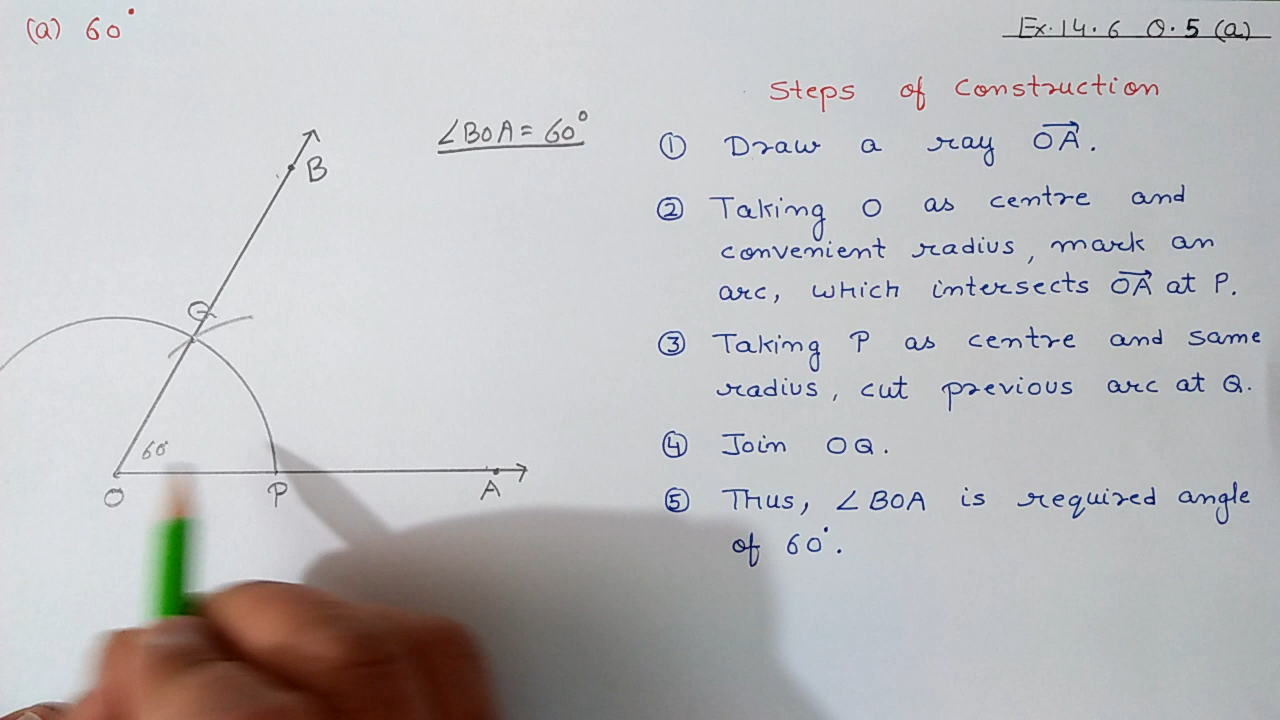 (a) 60°
Ex.14.6 Q.5 (a)
Steps of Construction
① Draw a ray OA.
② Taking O as centre and
convenient radius, mark an
arc, which intersects OA at P.
③ Taking P as centre and same
radius, cut previous arc at Q.
④ Join OQ.
⑤ Thus, ∠BOA is required angle
of 60°.
∠BOA = 60°
B
Q
60°
O
P
A